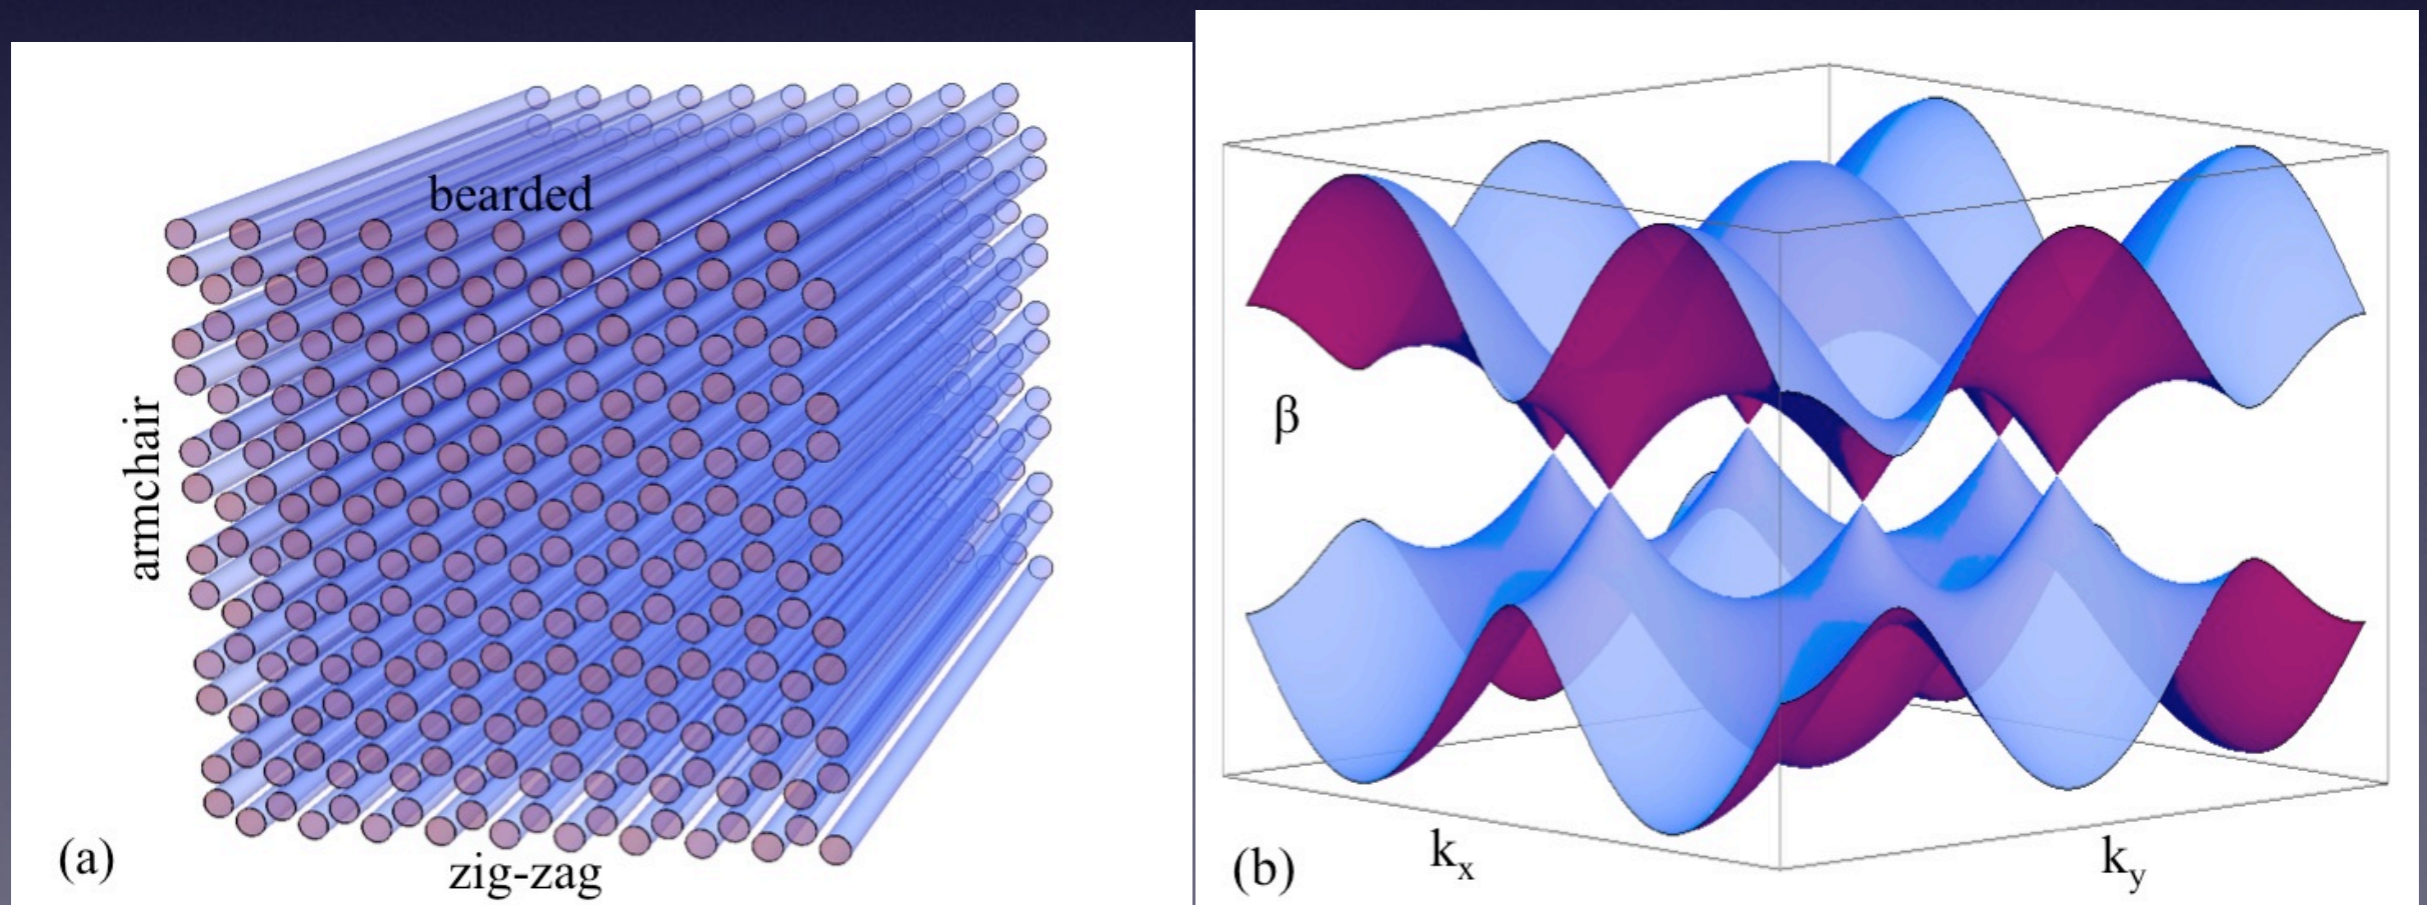 bearded
armchair
zig-zag
(a)
β
kx
ky
(b)